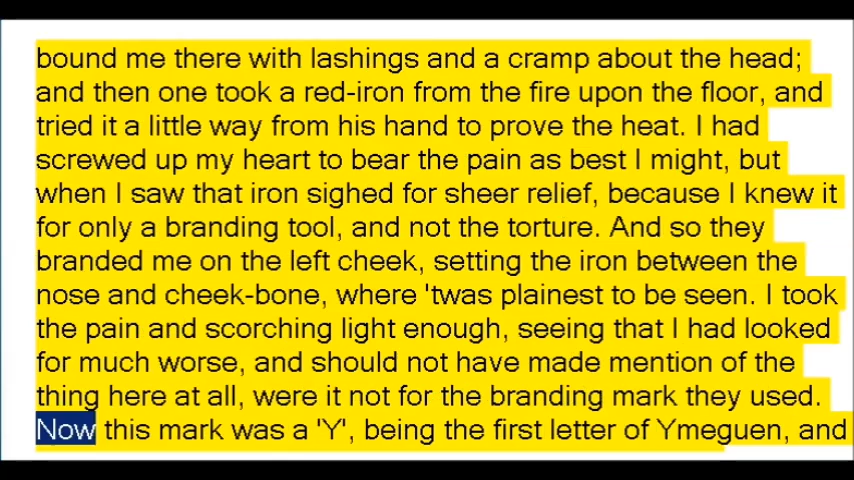 bound me there with lashings and a cramp about the head;
and then one took a red-iron from the fire upon the floor, and
tried it a little way from his hand to prove the heat. I had
screwed up my heart to bear the pain as best I might, but
when I saw that iron sighed for sheer relief, because I knew it
for only a branding tool, and not the torture. And so they
branded me on the left cheek, setting the iron between the
nose and cheek-bone, where 'twas plainest to be seen. I took
the pain and scorching light enough, seeing that I had looked
for much worse, and should not have made mention of the
thing here at all, were it not for the branding mark they used.
Now this mark was a 'Y', being the first letter of Ymeguen, and